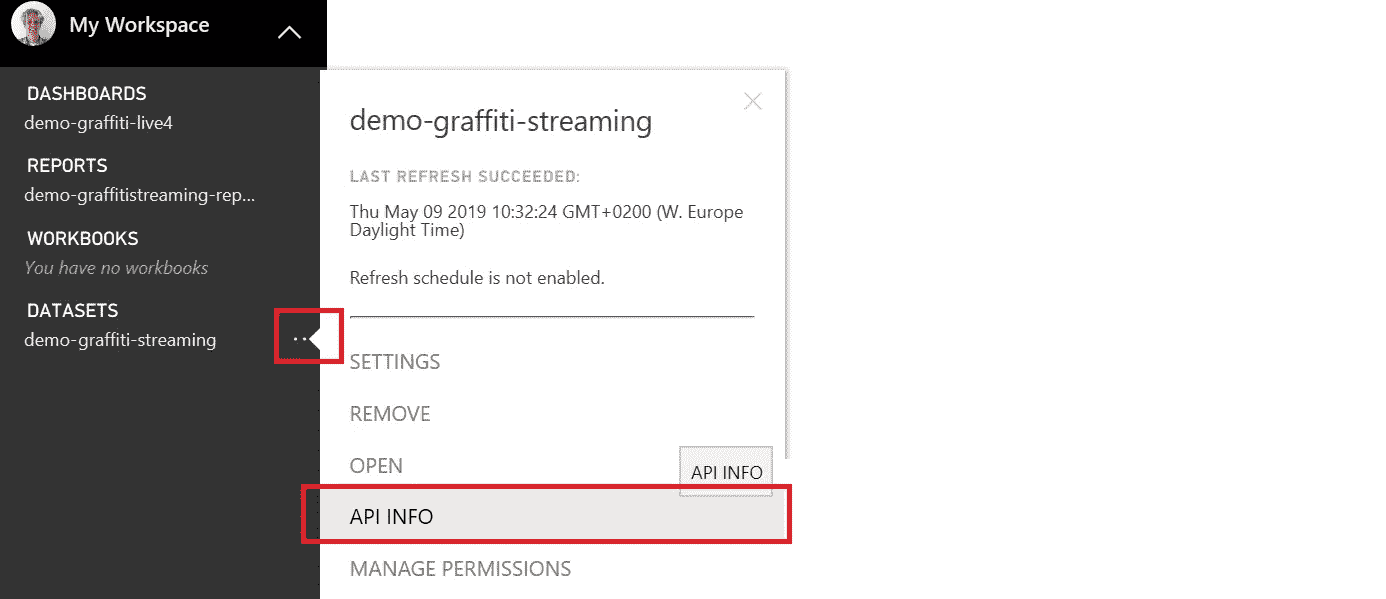 My Workspace
DASHBOARDS
demo-graffiti-live4
REPORTS
demo-graffitistreaming-rep...
WORKBOOKS
You have no workbooks
DATASETS
demo-graffiti-streaming
demo-graffiti-streaming
LAST REFRESH SUCCEEDED:
Thu May 09 2019 10:32:24 GMT+0200 (W. Europe
Daylight Time)
Refresh schedule is not enabled.
SETTINGS
REMOVE
OPEN
API INFO
API INFO
MANAGE PERMISSIONS